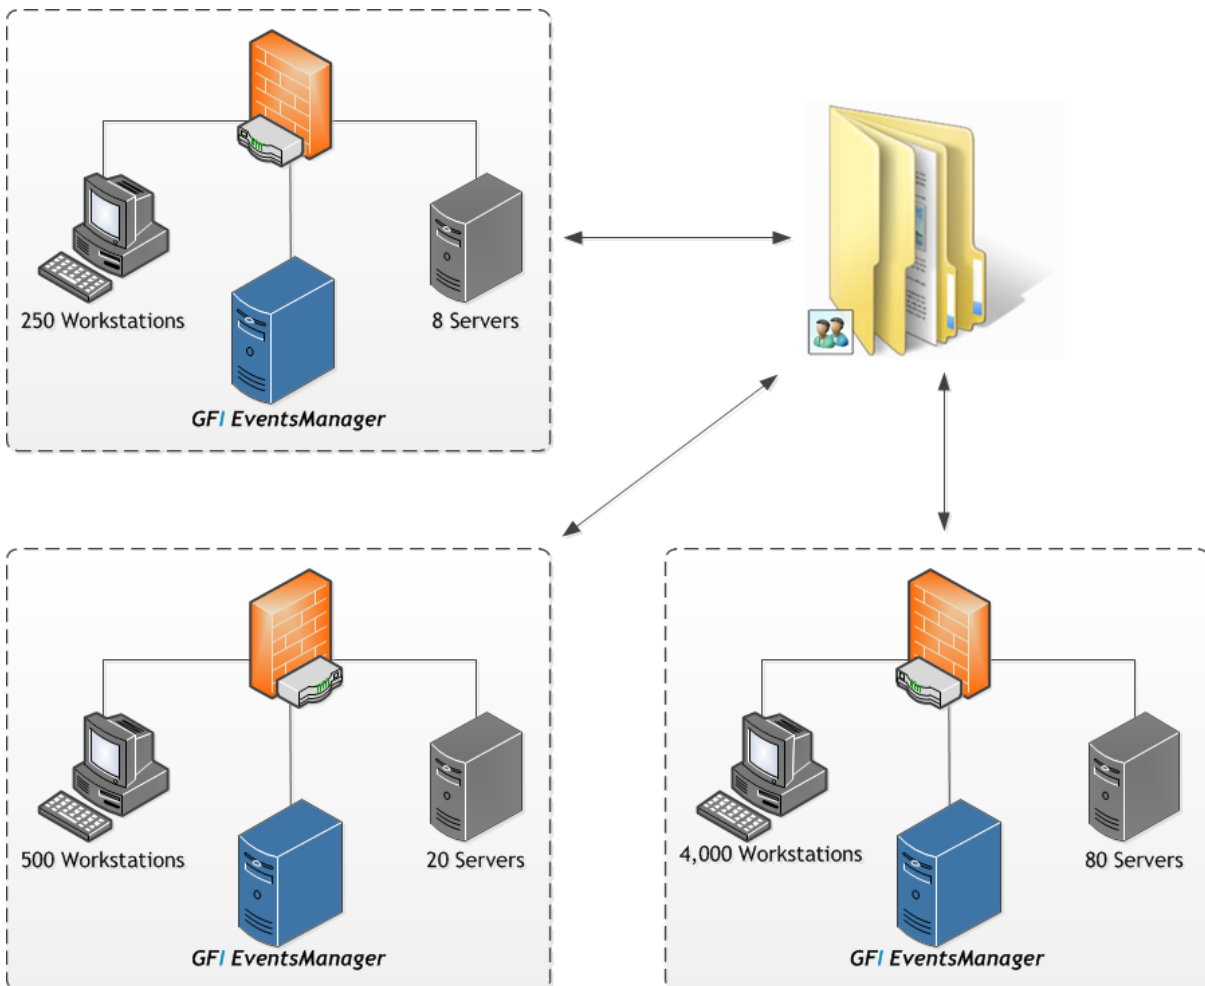 250 Workstations
8 Servers
GFI EventsManager
500 Workstations
20 Servers
GFI EventsManager
4,000 Workstations
80 Servers
GFI EventsManager